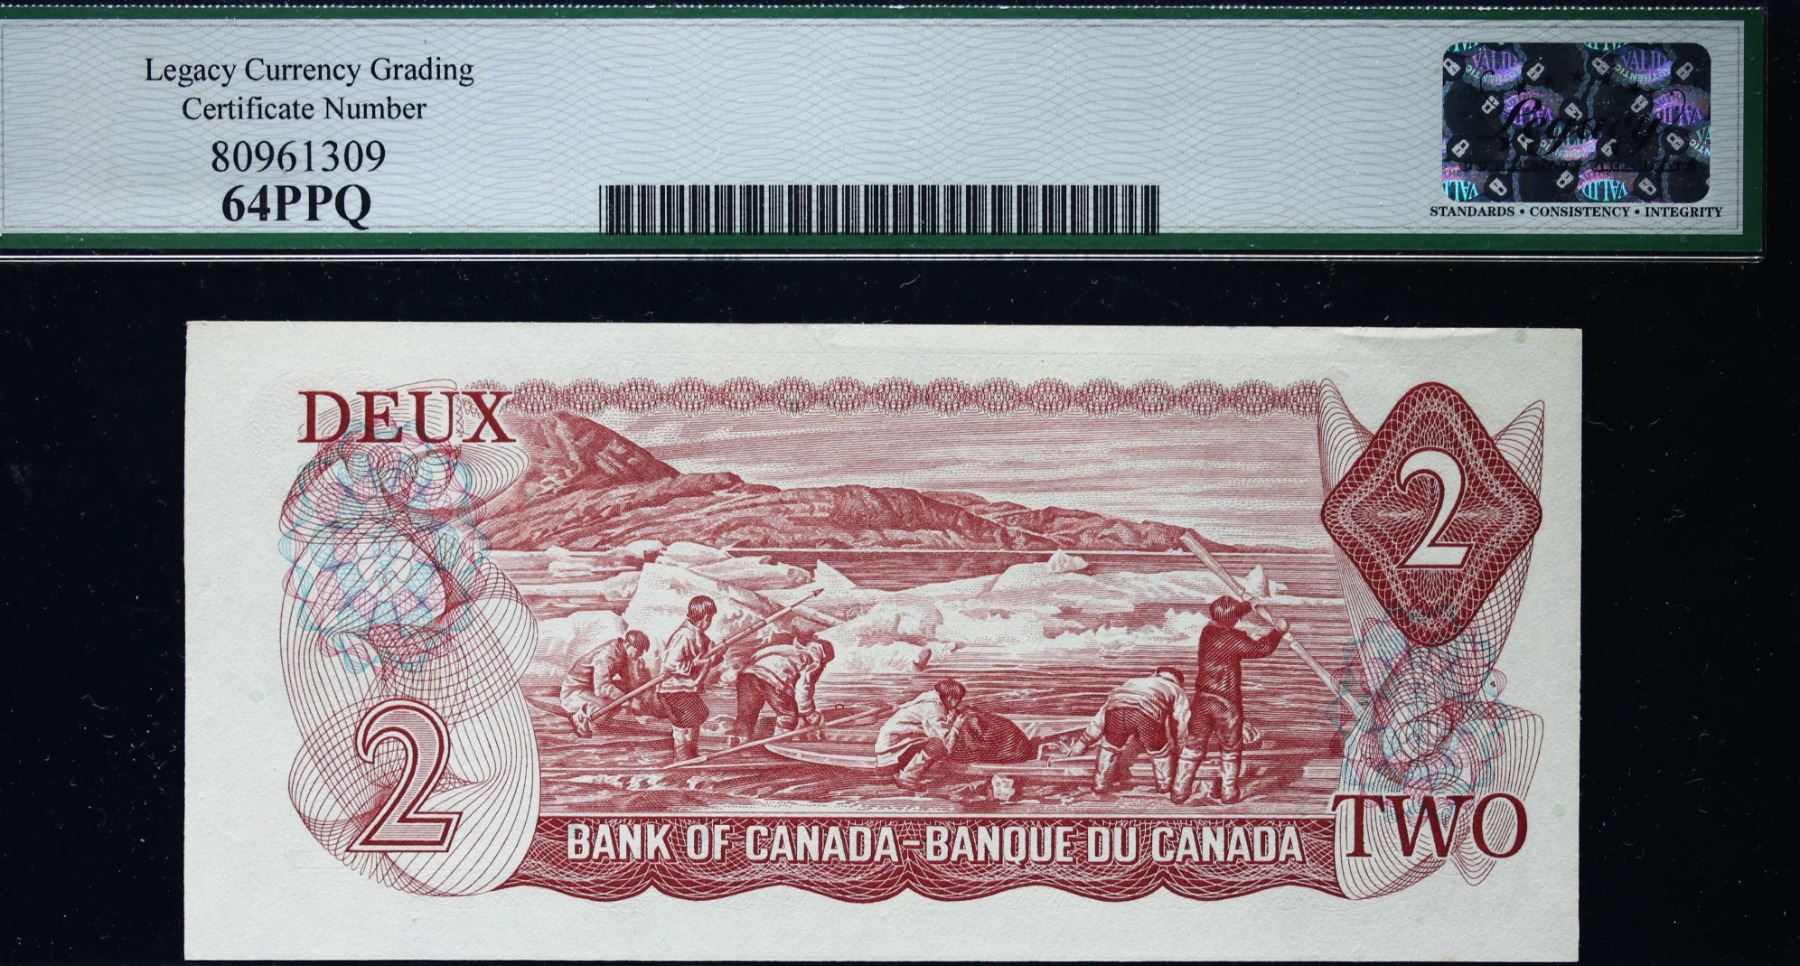 Legacy Currency Grading
Certificate Number
80961309
64PPQ
Legacy
STANDARDS • CONSISTENCY • INTEGRITY
DEUX
2
2
BANK OF CANADA-BANQUE DU CANADA
TWO